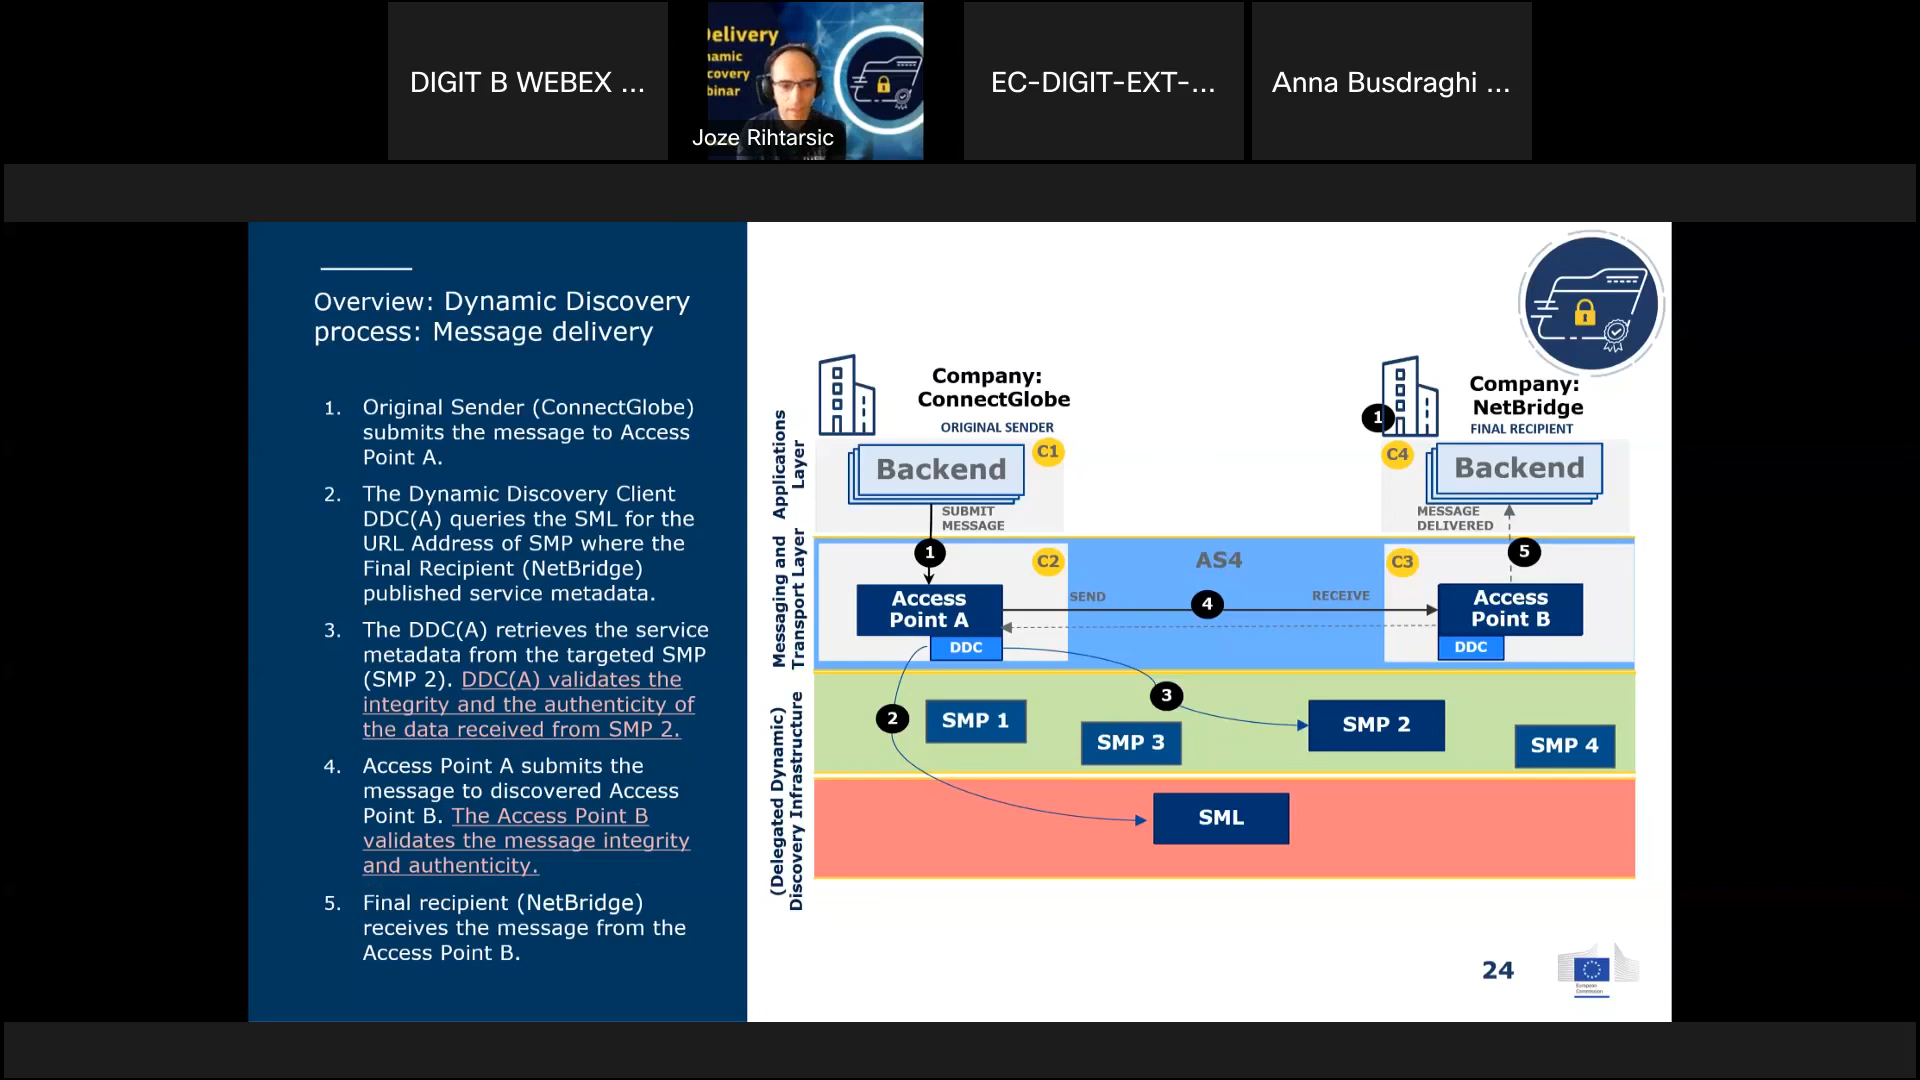 DIGIT B WEBEX ...
Delivery
namic
covery
binar
Joze Rihtarsic
EC-DIGIT-EXT-...
Anna Busdraghi ...
Overview: Dynamic Discovery
process: Message delivery
1. Original Sender (ConnectGlobe)
submits the message to Access
Point A.
2. The Dynamic Discovery Client
DDC(A) queries the SML for the
URL Address of SMP where the
Final Recipient (NetBridge)
published service metadata.
3. The DDC(A) retrieves the service
metadata from the targeted SMP
(SMP 2). DDC(A) validates the
integrity and the authenticity of
the data received from SMP 2.
4. Access Point A submits the
message to discovered Access
Point B. The Access Point B
validates the message integrity
and authenticity.
5. Final recipient (NetBridge)
receives the message from the
Access Point B.
Company:
ConnectGlobe
ORIGINAL SENDER
Company:
NetBridge
FINAL RECIPIENT
1
Applications
Layer
Backend
C1
C4
Backend
SUBMIT
MESSAGE
MESSAGE
DELIVERED
Messaging and
Transport Layer
1
C2
AS4
C3
5
Access
Point A
SEND
4
RECEIVE
Access
Point B
DDC
DDC
(Delegated Dynamic)
Discovery Infrastructure
2
SMP 1
3
SMP 3
SMP 2
SMP 4
SML
24
European
Commission